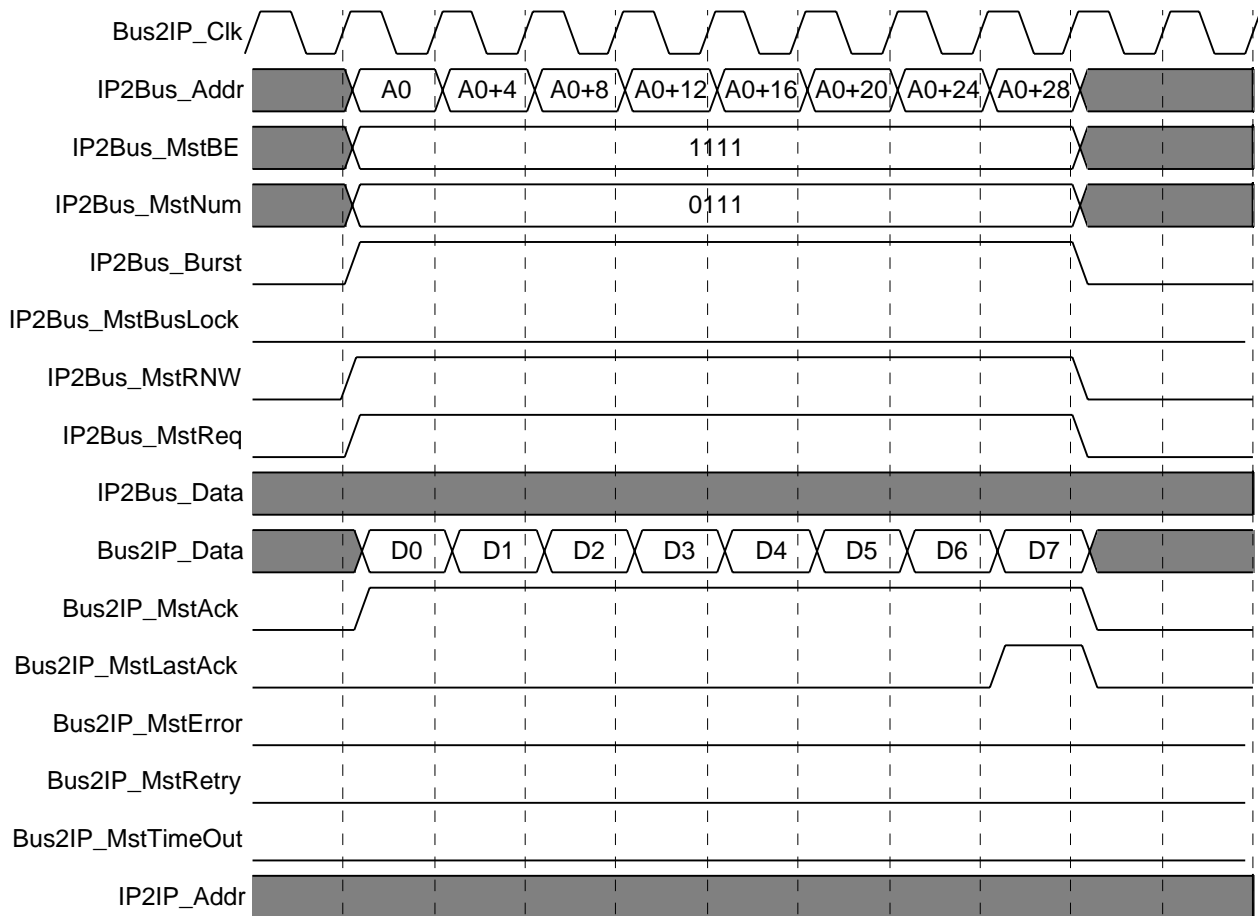 Bus2IP_Clk
IP2Bus_Addr A0 A0+4 A0+8 A0+12 A0+16 A0+20 A0+24 A0+28
IP2Bus_MstBE 1111
IP2Bus_MstNum 0111
IP2Bus_Burst
IP2Bus_MstBusLock
IP2Bus_MstRNW
IP2Bus_MstReq
IP2Bus_Data
Bus2IP_Data D0 D1 D2 D3 D4 D5 D6 D7
Bus2IP_MstAck
Bus2IP_MstLastAck
Bus2IP_MstError
Bus2IP_MstRetry
Bus2IP_MstTimeOut
IP2IP_Addr